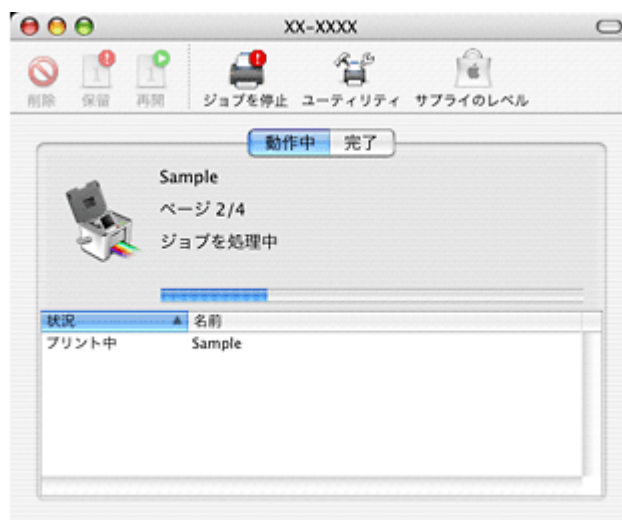 XX-XXXX
削除 保留 再開 ジョブを停止 ユーティリティ サプライのレベル
動作中 完了
Sample
ページ 2/4
ジョブを処理中
状況 名前
プリント中 Sample